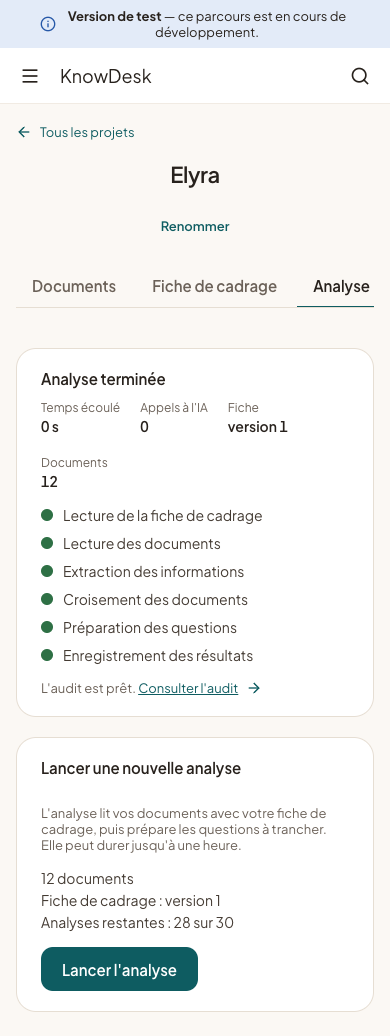 Version de test — ce parcours est en cours de
développement.
KnowDesk
Tous les projets
Elyra
Renommer
Documents
Fiche de cadrage
Analyse
Analyse terminée
Temps écoulé
Appels à l'IA
Fiche
0 s
0
version 1
Documents
12
Lecture de la fiche de cadrage
Lecture des documents
Extraction des informations
Croisement des documents
Préparation des questions
Enregistrement des résultats
L'audit est prêt. Consulter l'audit
Lancer une nouvelle analyse
L'analyse lit vos documents avec votre fiche de
cadrage, puis prépare les questions à trancher.
Elle peut durer jusqu'à une heure.
12 documents
Fiche de cadrage : version 1
Analyses restantes : 28 sur 30
Lancer l'analyse